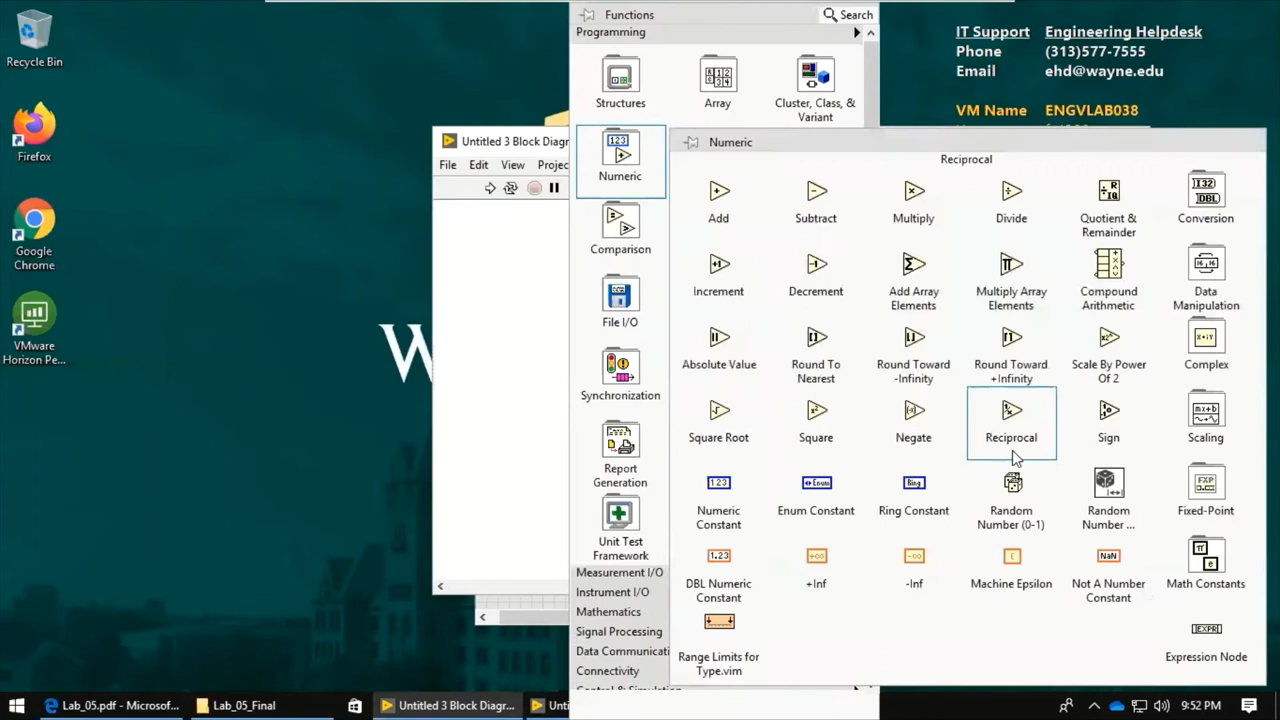 Recycle Bin
Firefox
Google
Chrome
VMware
Horizon Pe...
W
IT Support Engineering Helpdesk
Phone (313)577-7555
Email ehd@wayne.edu
VM Name ENGVLAB038
Untitled 3 Block Diagr
File Edit View Projec
Functions Search
Programming
Structures
Array
Cluster, Class, &
Variant
Numeric
Comparison
File I/O
Synchronization
Report
Generation
Unit Test
Framework
Measurement I/O
Instrument I/O
Mathematics
Signal Processing
Data Communicati
Connectivity
Control & Simulation
Numeric
Reciprocal
Add
Subtract
Multiply
Divide
Quotient &
Remainder
Conversion
Increment
Decrement
Add Array
Elements
Multiply Array
Elements
Compound
Arithmetic
Data
Manipulation
Absolute Value
Round To
Nearest
Round Toward
-Infinity
Round Toward
+Infinity
Scale By Power
Of 2
Complex
Square Root
Square
Negate
Reciprocal
Sign
Scaling
Numeric
Constant
Enum Constant
Ring Constant
Random
Number (0-1)
Random
Number ...
Fixed-Point
DBL Numeric
Constant
+Inf
-Inf
Machine Epsilon
Not A Number
Constant
Math Constants
Range Limits for
Type.vim
Expression Node
Lab_05.pdf - Microsof...
Lab_05_Final
Untitled 3 Block Diagr...
Unt
9:52 PM